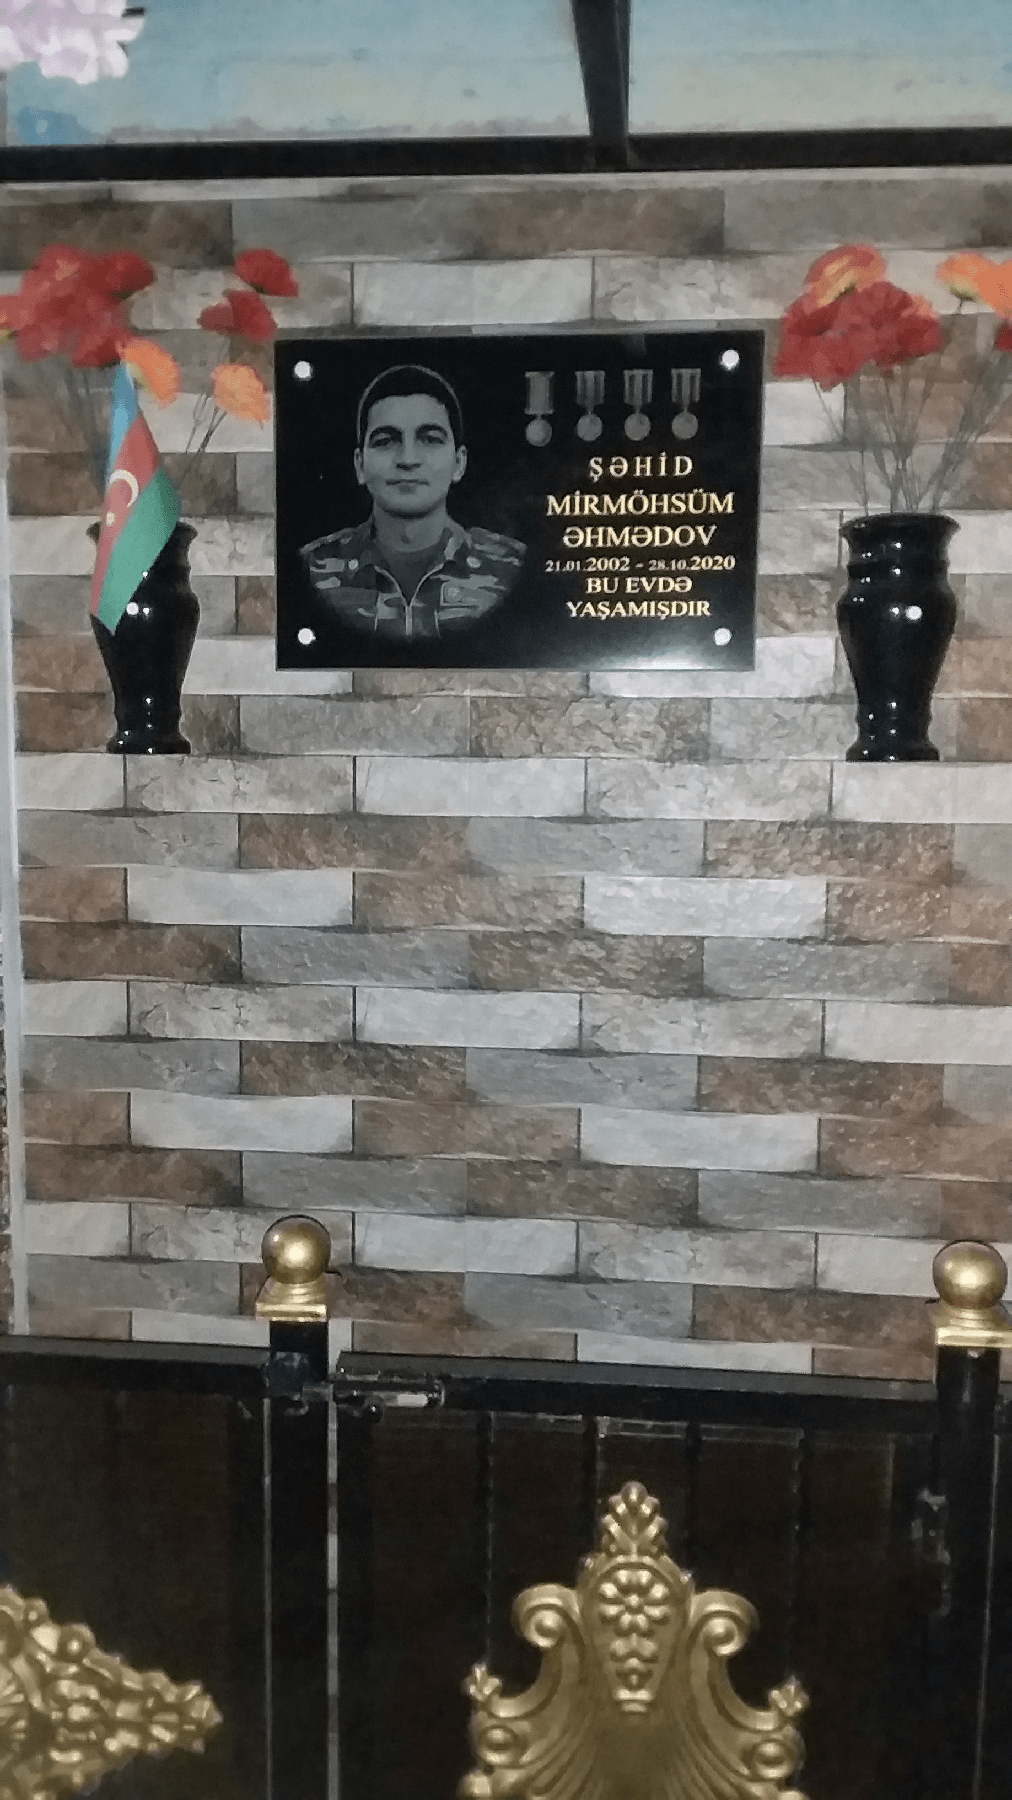 ŞƏHİD
MİRMÖHSÜM
ƏHMƏDOV
21.01.2002 - 28.10.2020
BU EVDƏ
YAŞAMIŞDIR